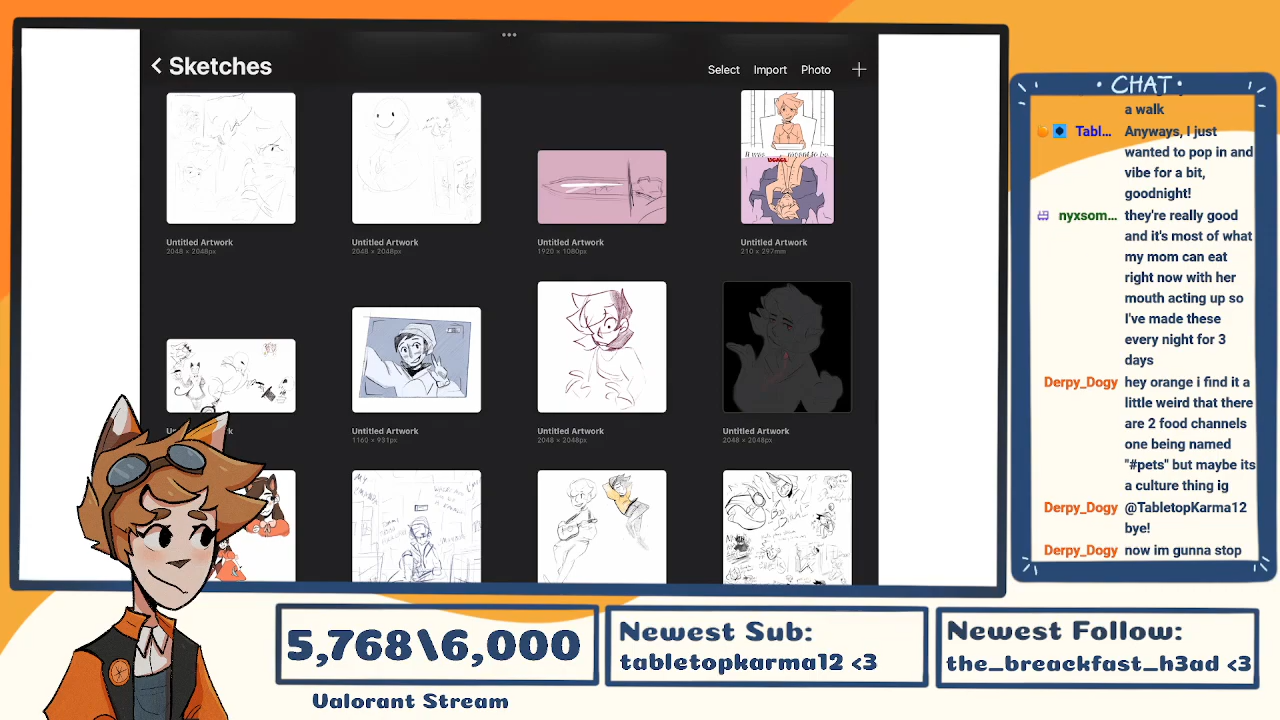 Sketches
Select
Import
Photo
Untitled Artwork
2048 × 2048px
Untitled Artwork
2048 × 2048px
Untitled Artwork
1920 × 1080px
Untitled Artwork
210 × 297mm
Untitled Artwork
1160 × 931px
Untitled Artwork
2048 × 2048px
Untitled Artwork
2048 × 2048px
• CHAT •
a walk
Tabl... Anyways, I just
wanted to pop in and
vibe for a bit,
goodnight!
nyxsom... they're really good
and it's most of what
my mom can eat
right now with her
mouth acting up so
I've made these
every night for 3
days
Derpy_Dogy hey orange i find it a
little weird that there
are 2 food channels
one being named
"#pets" but maybe its
a culture thing ig
Derpy_Dogy @TabletopKarma12
bye!
Derpy_Dogy now im gunna stop
5,768\6,000
Valorant Stream
Newest Sub:
tabletopkarma12 <3
Newest Follow:
the_breackfast_h3ad <3